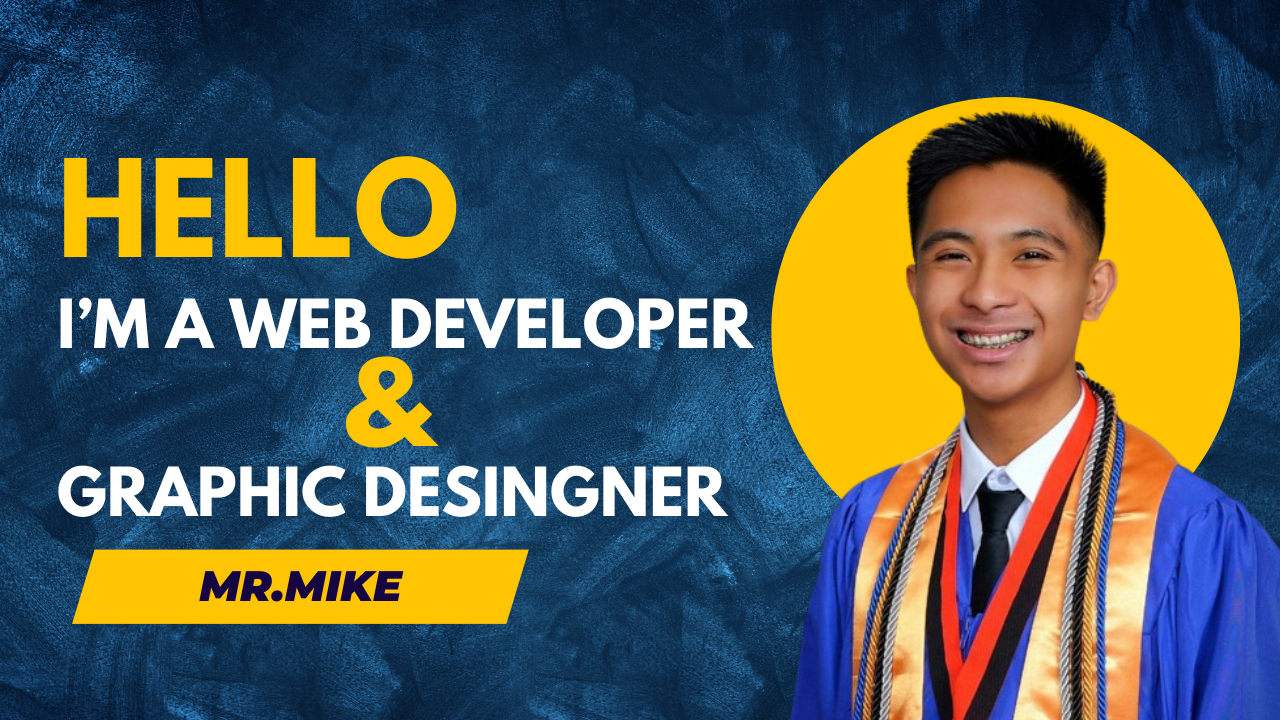 HELLO
I’M A WEB DEVELOPER
&
GRAPHIC DESINGNER
MR.MIKE